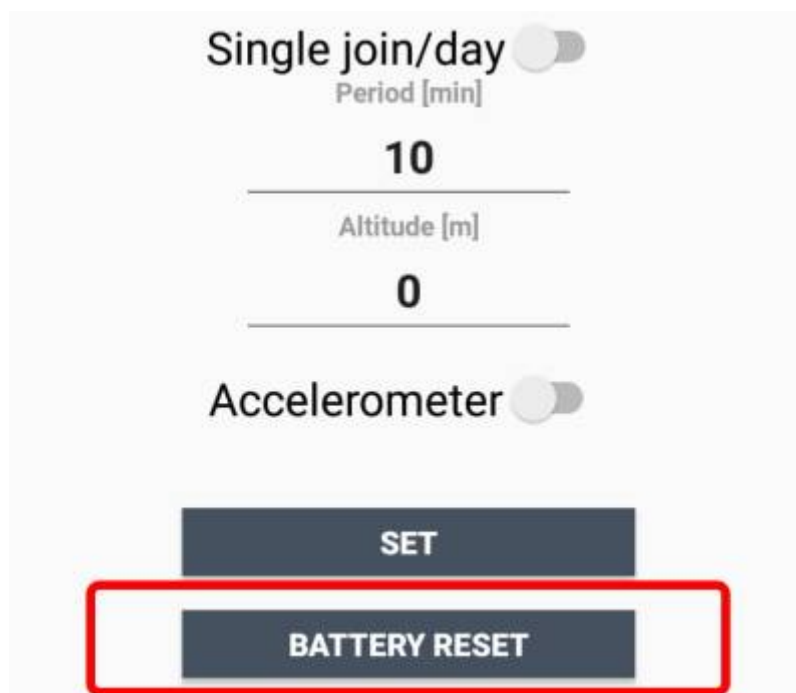 Single join/day
Period [min]
10
Altitude [m]
0
Accelerometer
SET
BATTERY RESET